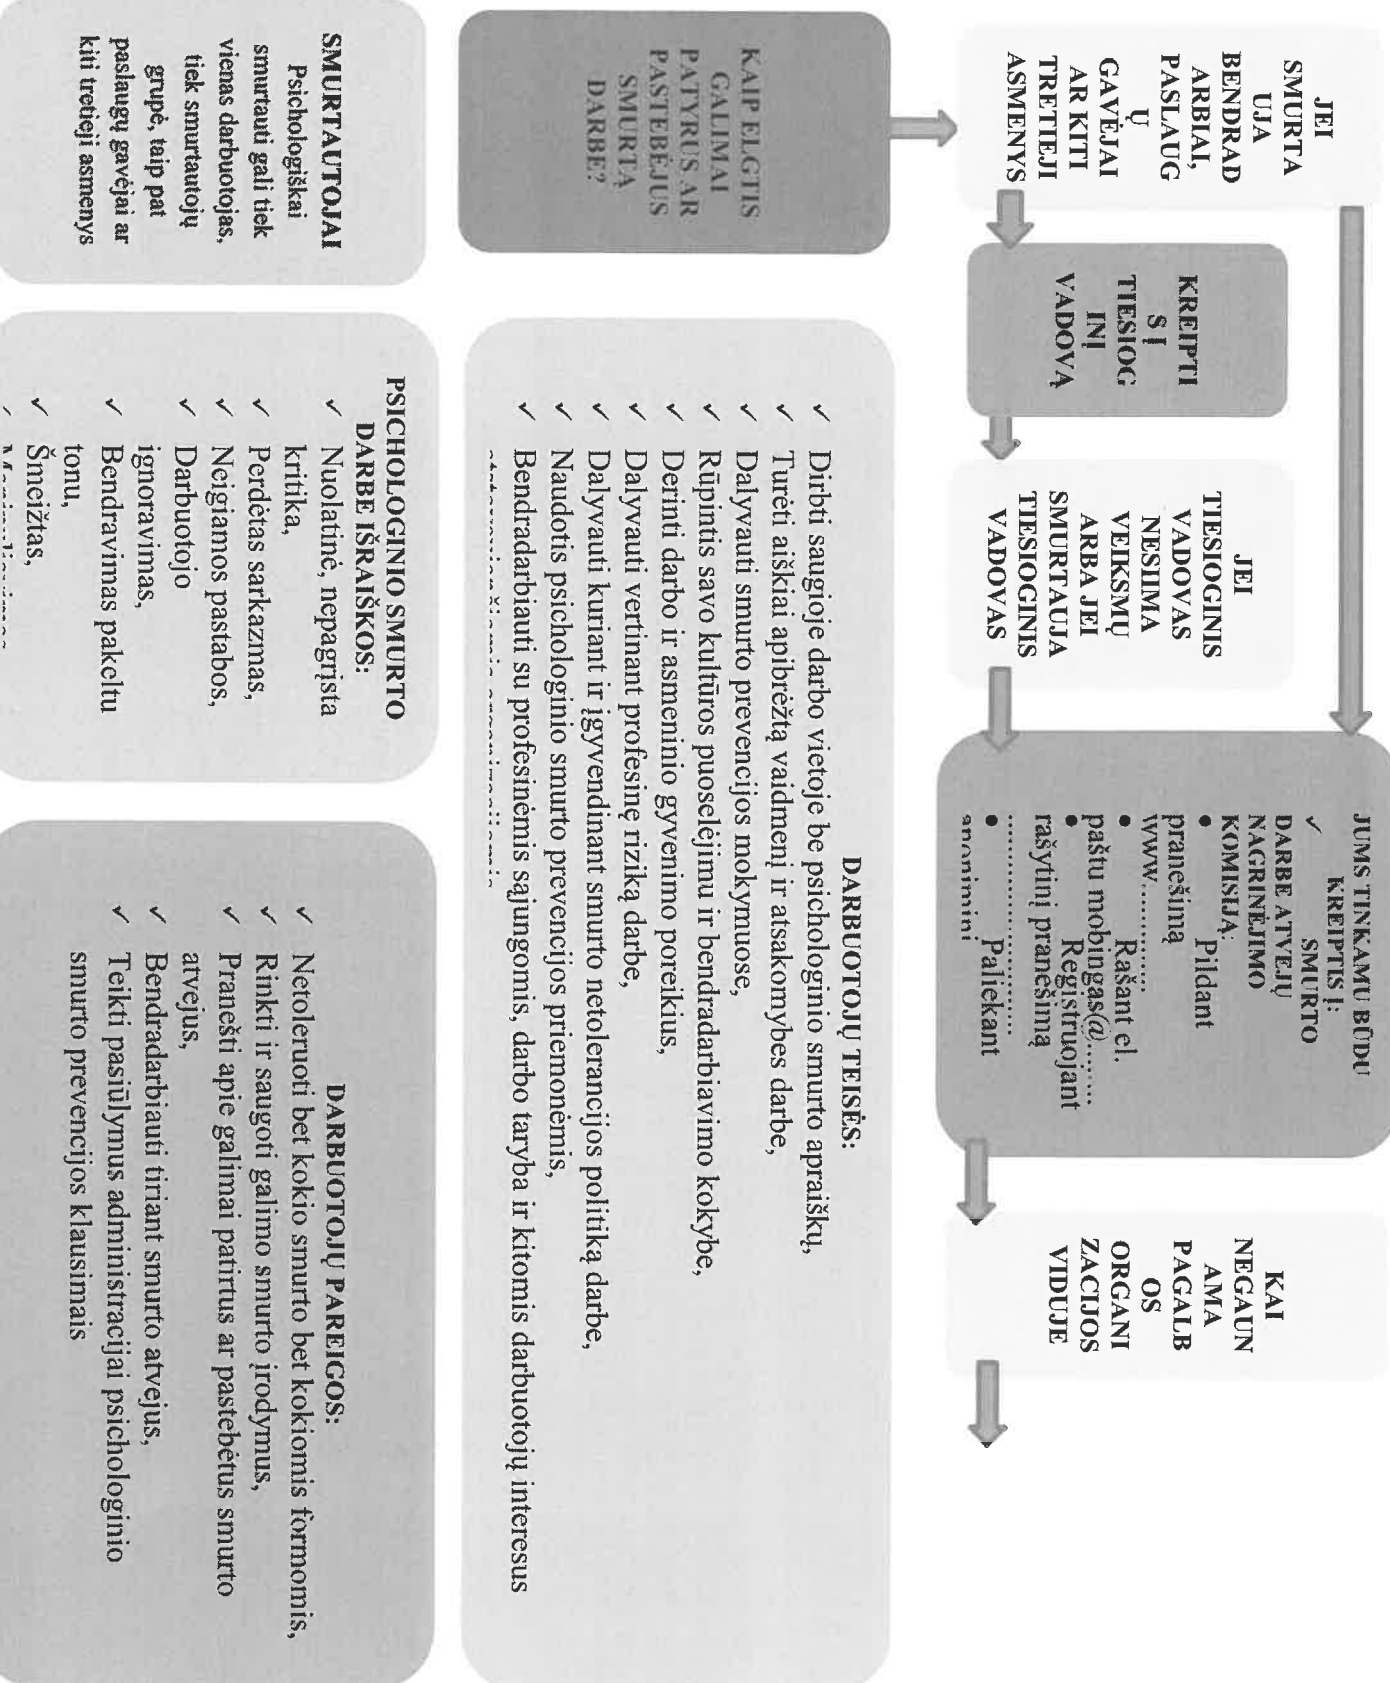 JEI
SMURTA
UJA
BENDRAD
ARBIAI,
PASLAUG
Ų
GAVĖJAI
AR KITI
TRETIEJI
ASMENYS
KREIPTI
S Į
TIESIOG
INĮ
VADOVĄ
JEI
TIESIOGINIS
VADOVAS
NESIIMA
VEIKSMŲ
ARBA JEI
SMURTAUJA
TIESIOGINIS
VADOVAS
JUMS TINKAMU BŪDU
KREIPTIS Į:
✓ SMURTO
DARBE ATVEJŲ
NAGRINĖJIMO
KOMISIJĄ:
• Pildant
pranešimą
www.............
• Rašant el.
paštu mobingas@........
• Registruojant
rašytinį pranešimą
........................
• Paliekant
anoniminį
KAI
NEGAUN
AMA
PAGALB
OS
ORGANI
ZACIJOS
VIDUJE
KAIP ELGTIS
GALIMAI
PATYRUS AR
PASTEBĖJUS
SMURTĄ
DARBE?
DARBUOTOJŲ TEISĖS:
✓ Dirbti saugioje darbo vietoje be psichologinio smurto apraiškų,
✓ Turėti aiškiai apibrėžtą vaidmenį ir atsakomybes darbe,
✓ Dalyvauti smurto prevencijos mokymuose,
✓ Rūpintis savo kultūros puoselėjimu ir bendradarbiavimo kokybe,
✓ Derinti darbo ir asmeninio gyvenimo poreikius,
✓ Dalyvauti vertinant profesinę riziką darbe,
✓ Dalyvauti kuriant ir įgyvendinant smurto netolerancijos politiką darbe,
✓ Naudotis psichologinio smurto prevencijos priemonėmis,
✓ Bendradarbiauti su profesinėmis sąjungomis, darbo taryba ir kitomis darbuotojų interesus
SMURTAUTOJAI
Psichologiškai
smurtauti gali tiek
vienas darbuotojas,
tiek smurtautojų
grupė, taip pat
paslaugų gavėjai ar
kiti tretieji asmenys
PSICHOLOGINIO SMURTO
DARBE IŠRAIŠKOS:
✓ Nuolatinė, nepagrįsta
kritika,
✓ Perdėtas sarkazmas,
✓ Neigiamos pastabos,
✓ Darbuotojo
ignoravimas,
✓ Bendravimas pakeltu
tonu,
✓ Šmeižtas,
DARBUOTOJŲ PAREIGOS:
✓ Netoleruoti bet kokio smurto bet kokiomis formomis,
✓ Rinkti ir saugoti galimo smurto įrodymus,
✓ Pranešti apie galimai patirtus ar pastebėtus smurto
atvejus,
✓ Bendradarbiauti tiriant smurto atvejus,
✓ Teikti pasiūlymus administracijai psichologinio
smurto prevencijos klausimais